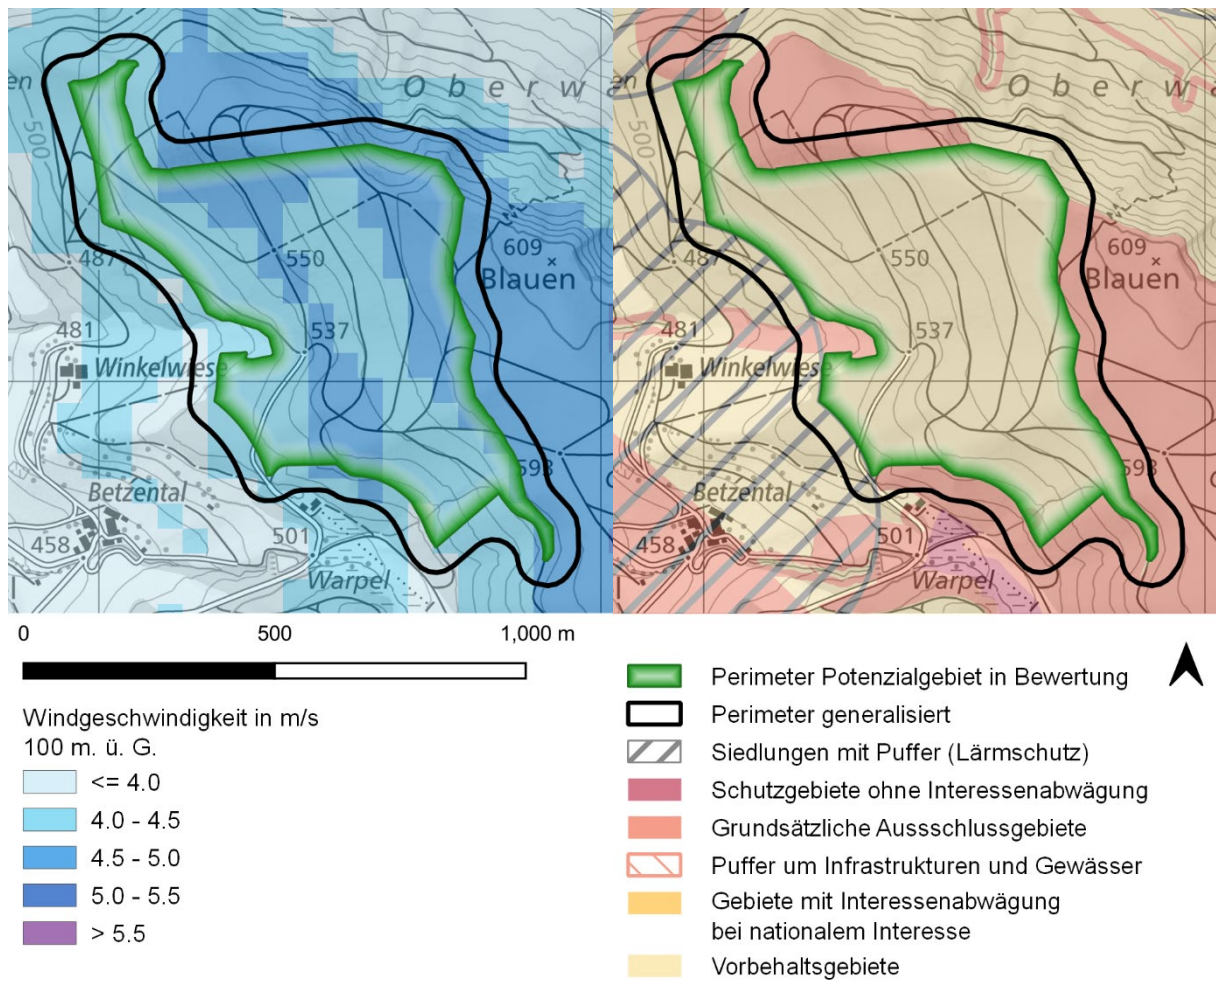 en
500
Oberwa
487
550
609
Blauen
481
537
Winkelwiese
593
Betzental
458
501
Warpel
en
500
Oberwa
487
550
609
Blauen
481
537
Winkelwiese
593
Betzental
458
501
Warpel
0 500 1,000 m
Windgeschwindigkeit in m/s
100 m. ü. G.
<= 4.0
4.0 - 4.5
4.5 - 5.0
5.0 - 5.5
> 5.5
Perimeter Potenzialgebiet in Bewertung
Perimeter generalisiert
Siedlungen mit Puffer (Lärmschutz)
Schutzgebiete ohne Interessenabwägung
Grundsätzliche Aussschlussgebiete
Puffer um Infrastrukturen und Gewässer
Gebiete mit Interessenabwägung
bei nationalem Interesse
Vorbehaltsgebiete